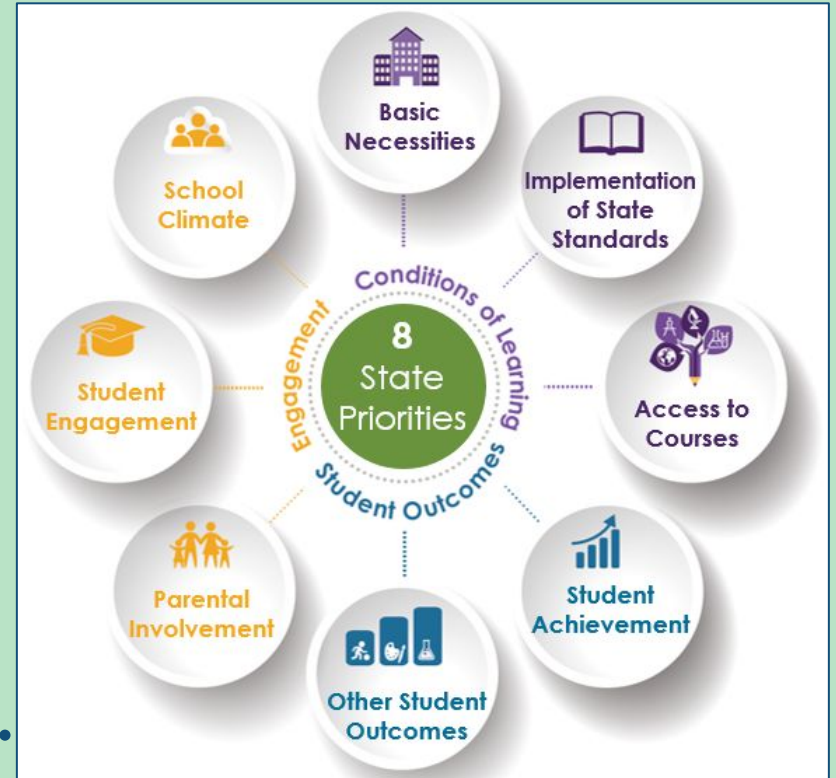 Basic
Necessities
Implementation
of State
Standards
Access to
Courses
Student
Achievement
Other Student
Outcomes
Parental
Involvement
Student
Engagement
School
Climate
Conditions of Learning
Student Outcomes
Engagement
8
State
Priorities